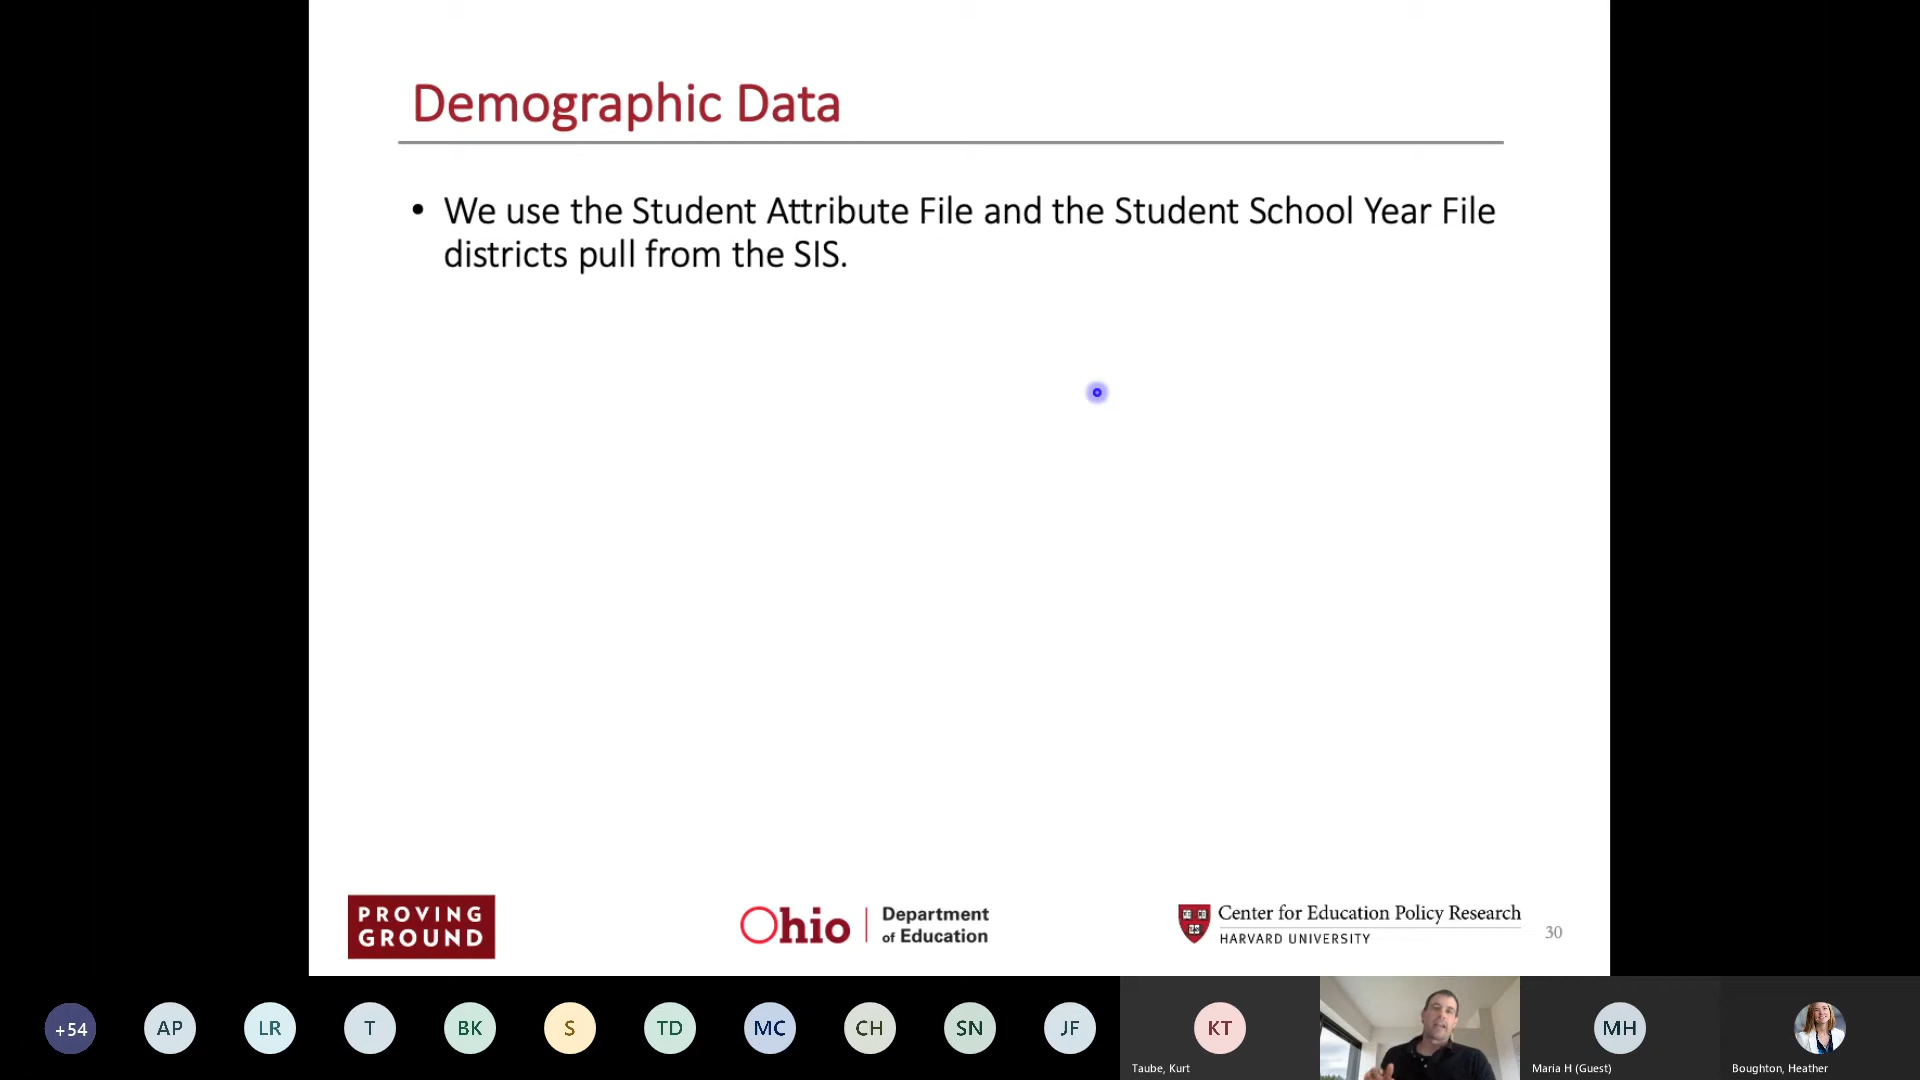 Demographic Data
• We use the Student Attribute File and the Student School Year File
districts pull from the SIS.
PROVING
GROUND
Ohio
Department
of Education
Center for Education Policy Research
HARVARD UNIVERSITY
30
+54
AP
LR
T
BK
S
TD
MC
CH
SN
JF
KT
MH
Taube, Kurt
Maria H (Guest)
Boughton, Heather